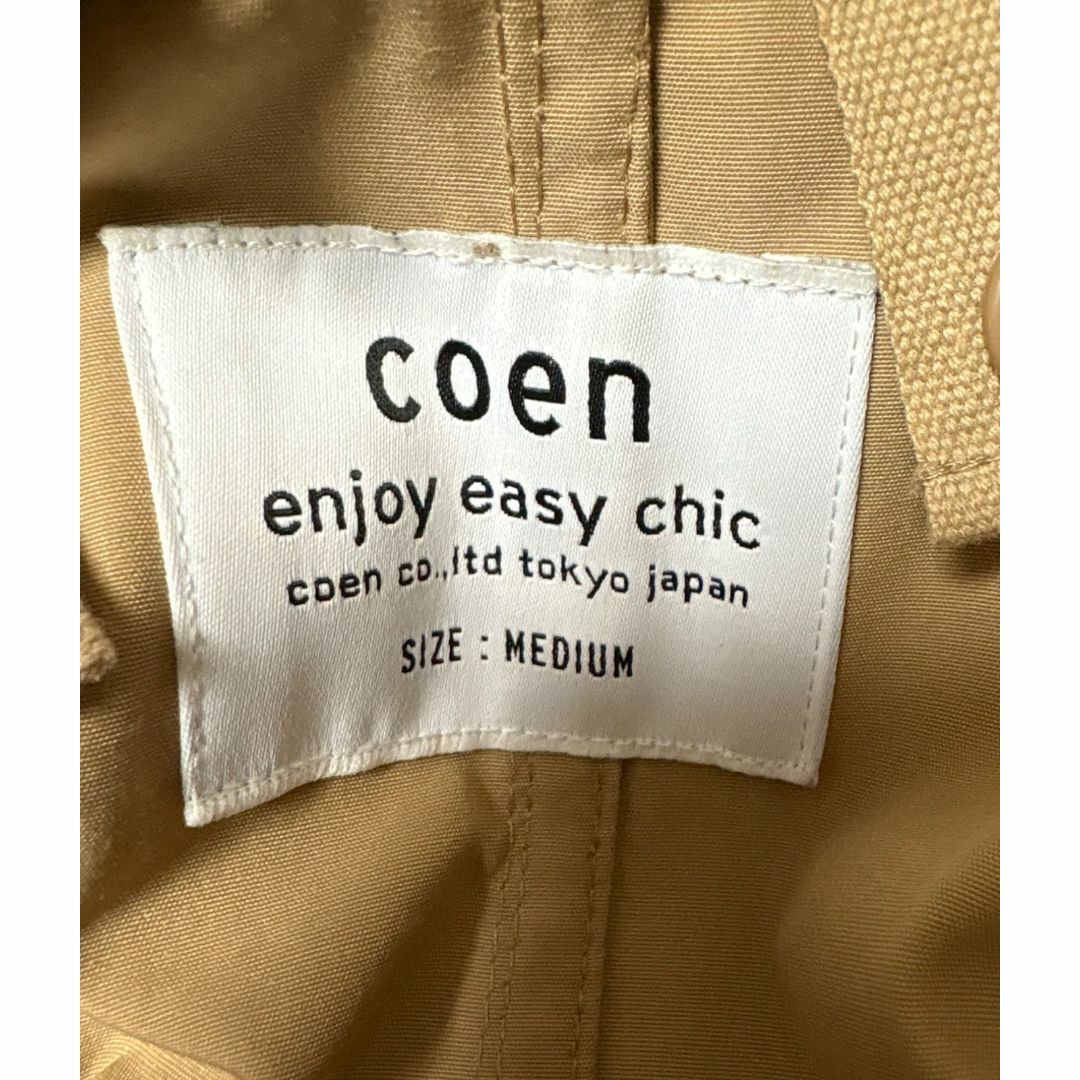 coen
enjoy easy chic
coen co.,ltd tokyo japan
SIZE : MEDIUM